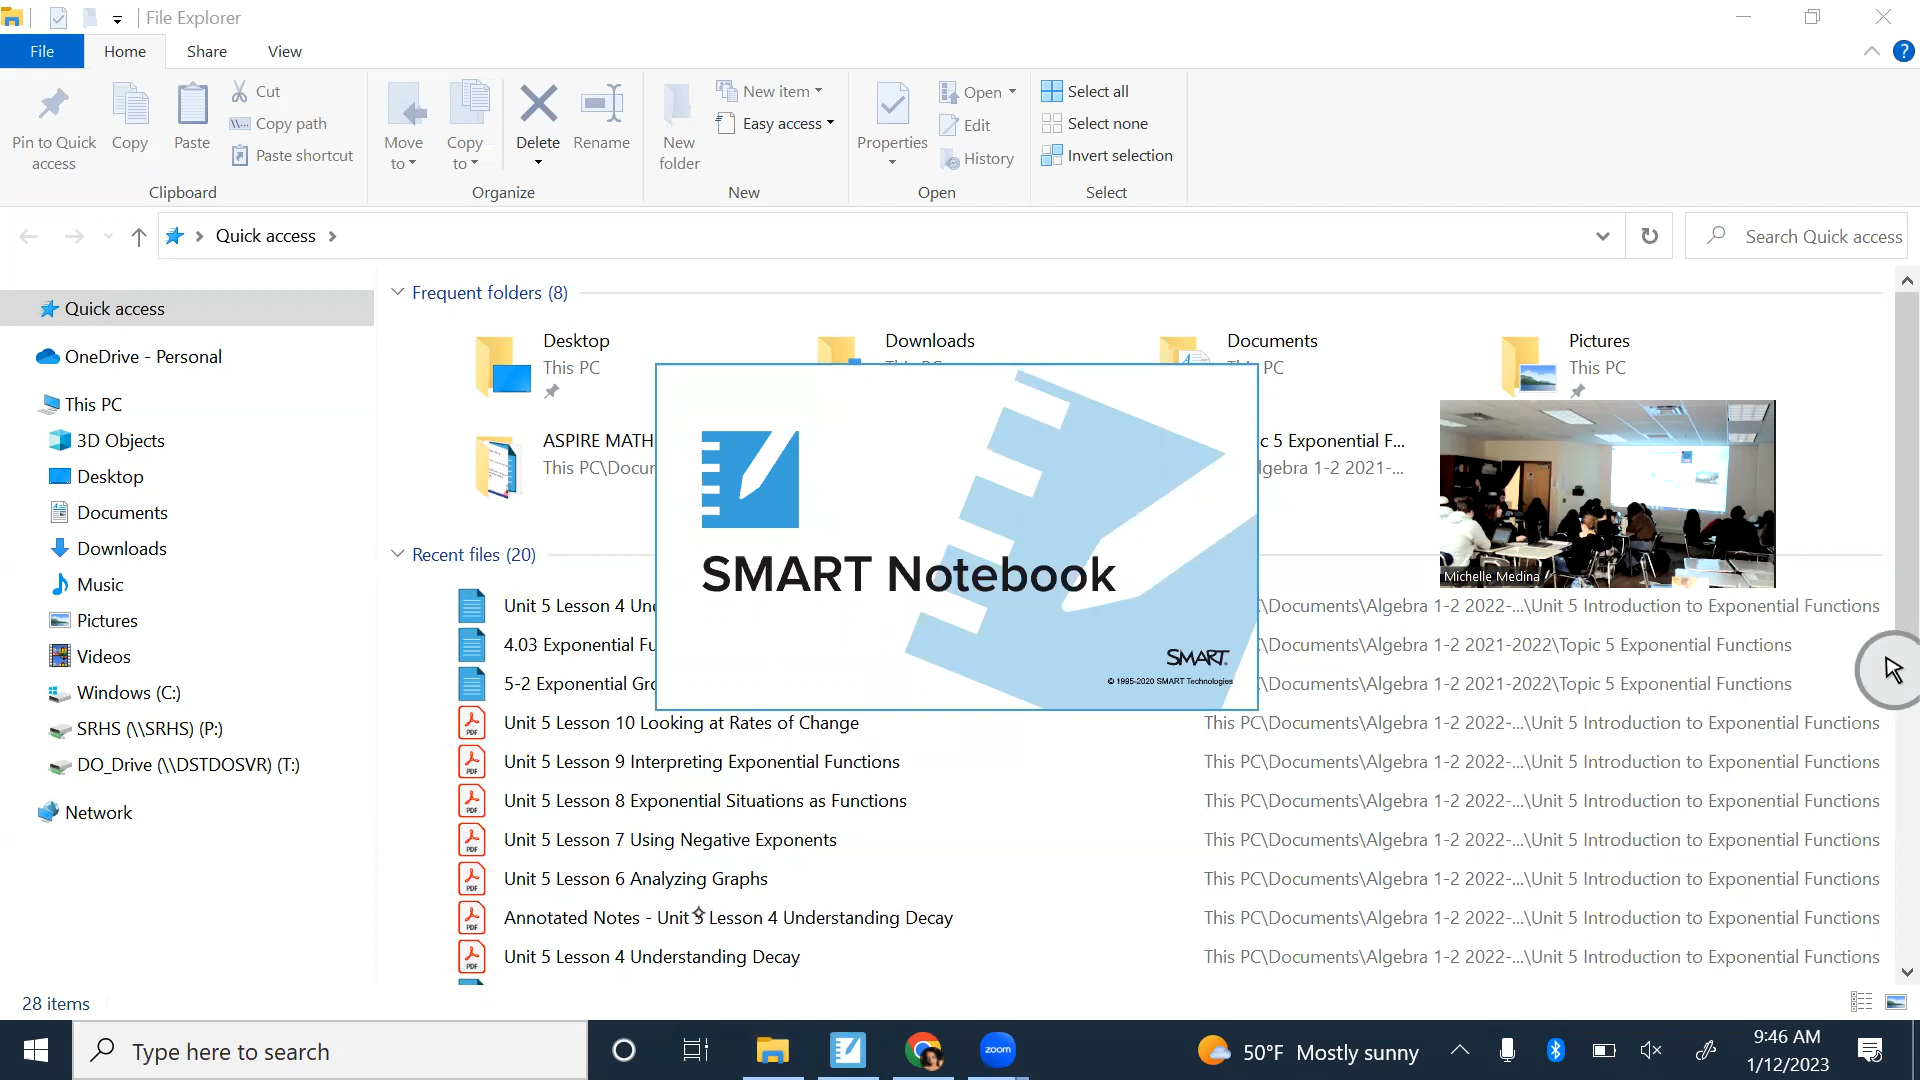 File Explorer
File Home Share View
Pin to Quick access
Copy
Paste
Cut
Copy path
Paste shortcut
Clipboard
Move to
Copy to
Delete
Rename
Organize
New folder
New item
Easy access
New
Properties
Open
Edit
History
Open
Select all
Select none
Invert selection
Select
Quick access
Search Quick access
Quick access
OneDrive - Personal
This PC
3D Objects
Desktop
Documents
Downloads
Music
Pictures
Videos
Windows (C:)
SRHS (\\SRHS) (P:)
DO_Drive (\\DSTDOSVR) (T:)
Network
Frequent folders (8)
Desktop
This PC
Downloads
This PC
Documents
PC
Pictures
This PC
ASPIRE MATH
This PC\Docur
c 5 Exponential F...
lgebra 1-2 2021-...
SMART Notebook
SMART
© 1995-2020 SMART Technologies
Michelle Medina
Recent files (20)
Unit 5 Lesson 4 Und \Documents\Algebra 1-2 2022-...\Unit 5 Introduction to Exponential Functions
4.03 Exponential Fu \Documents\Algebra 1-2 2021-2022\Topic 5 Exponential Functions
5-2 Exponential Gro \Documents\Algebra 1-2 2021-2022\Topic 5 Exponential Functions
Unit 5 Lesson 10 Looking at Rates of Change This PC\Documents\Algebra 1-2 2022-...\Unit 5 Introduction to Exponential Functions
Unit 5 Lesson 9 Interpreting Exponential Functions This PC\Documents\Algebra 1-2 2022-...\Unit 5 Introduction to Exponential Functions
Unit 5 Lesson 8 Exponential Situations as Functions This PC\Documents\Algebra 1-2 2022-...\Unit 5 Introduction to Exponential Functions
Unit 5 Lesson 7 Using Negative Exponents This PC\Documents\Algebra 1-2 2022-...\Unit 5 Introduction to Exponential Functions
Unit 5 Lesson 6 Analyzing Graphs This PC\Documents\Algebra 1-2 2022-...\Unit 5 Introduction to Exponential Functions
Annotated Notes - Unit 5 Lesson 4 Understanding Decay This PC\Documents\Algebra 1-2 2022-...\Unit 5 Introduction to Exponential Functions
Unit 5 Lesson 4 Understanding Decay This PC\Documents\Algebra 1-2 2022-...\Unit 5 Introduction to Exponential Functions
28 items
Type here to search
zoom
50°F Mostly sunny
9:46 AM
1/12/2023